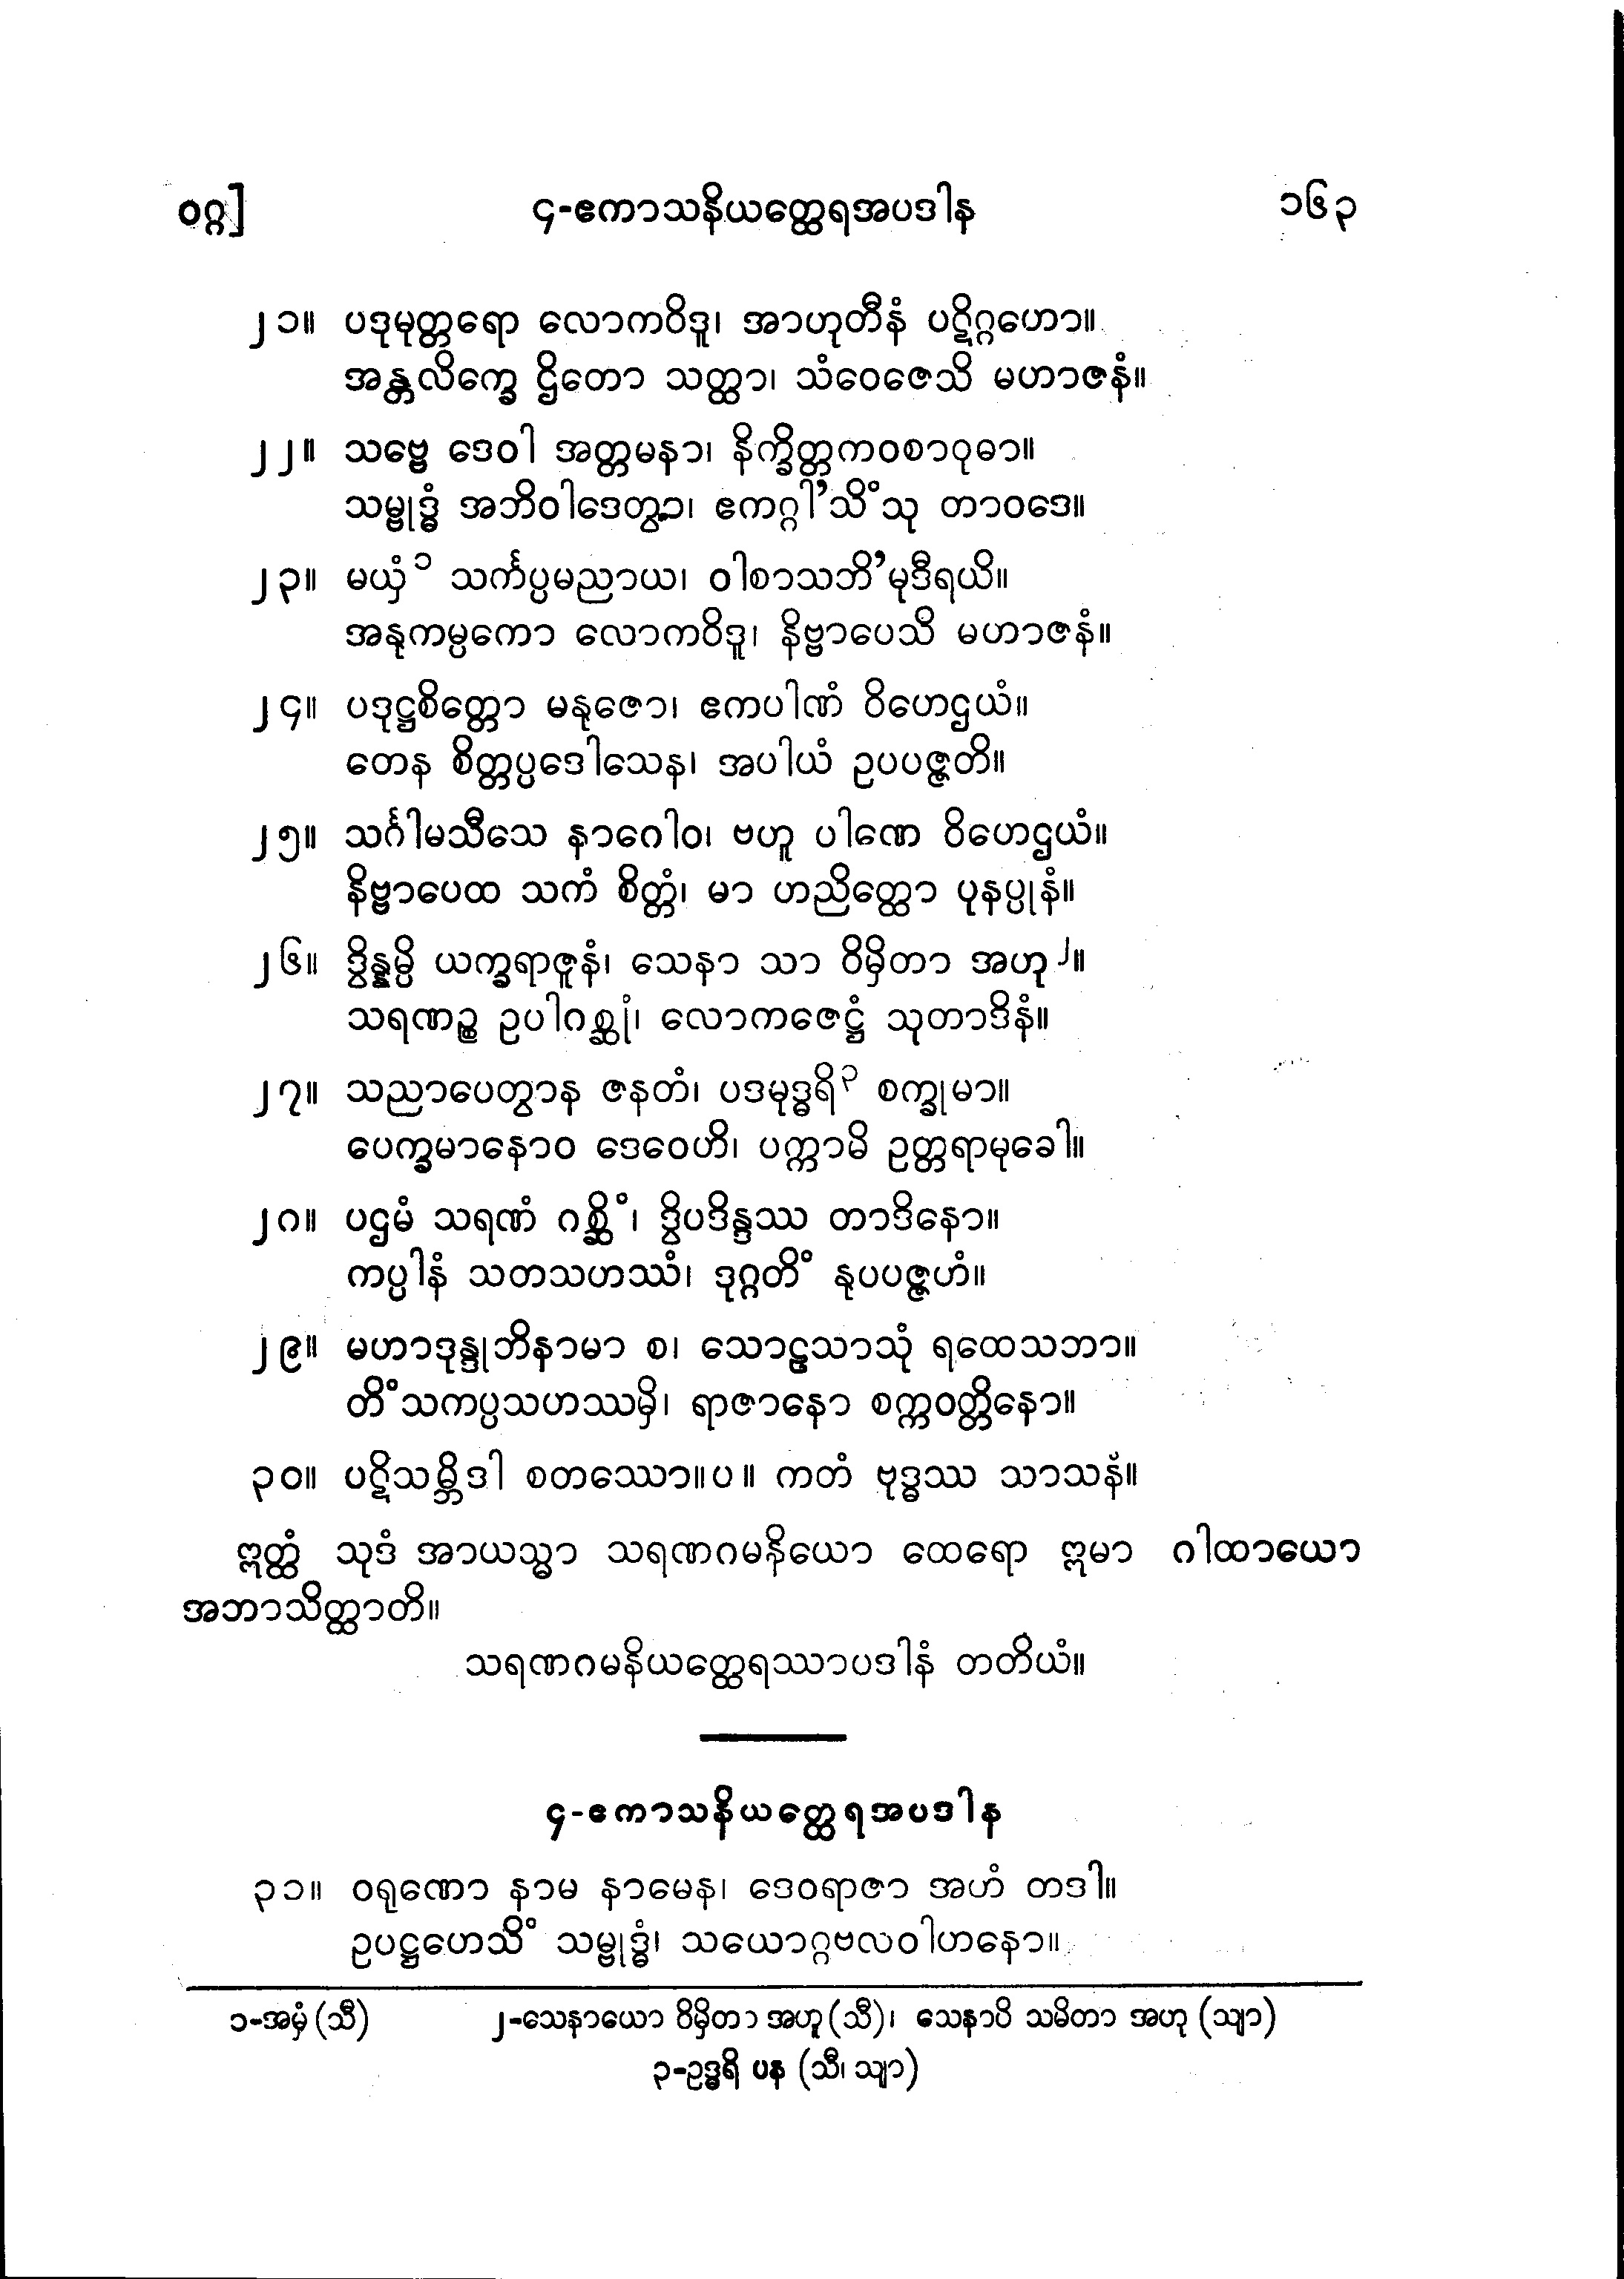 ဝဂ္ဂ]	၄-ဧကာသနိယတ္ထေရအပဒါန	၁၆၃
၂၁။ ပဒုမုတ္တရော လောကဝိဒူ၊ အာဟုတီနံ ပဋိဂ္ဂဟော။
အန္တလိက္ခေ ဌိတော သတ္ထာ၊ သံဝေဇေသိ မဟာဇနံ။
၂၂။ သဗ္ဗေ ဒေဝါ အတ္တမနာ၊ နိက္ခိတ္တကဝစာဝုဓာ။
သမ္ဗုဒ္ဓံ အဘိဝါဒေတွာ၊ ဧကဂ္ဂါ’သိံသု တာဝဒေ။
၂၃။ မယှံ၁ သင်္ကပ္ပမညာယ၊ ဝါစာသဘိ’မုဒီရယိ။
အနုကမ္ပကော လောကဝိဒူ၊ နိဗ္ဗာပေသိ မဟာဇနံ။
၂၄။ ပဒုဋ္ဌစိတ္တော မနုဇော၊ ဧကပါဏံ ဝိဟေဌယံ။
တေန စိတ္တပ္ပဒေါသေန၊ အပါယံ ဥပပဇ္ဇတိ။
၂၅။ သင်္ဂါမသီသေ နာဂေါဝ၊ ဗဟူ ပါဏေ ဝိဟေဌယံ။
နိဗ္ဗာပေထ သကံ စိတ္တံ၊ မာ ဟညိတ္ထော ပုနပ္ပုနံ။
၂၆။ ဒွိန္နမ္ပိ ယက္ခရာဇူနံ၊ သေနာ သာ ဝိမှိတာ အဟု၂။
သရဏဉ္စ ဥပါဂစ္ဆုံ၊ လောကဇေဋ္ဌံ သုတာဒိနံ။
၂၇။ သညာပေတွာန ဇနတံ၊ ပဒမုဒ္ဓရိ၃ စက္ခုမာ။
ပေက္ခမာနောဝ ဒေဝေဟိ၊ ပက္ကာမိ ဥတ္တရာမုခေါ။
၂၈။ ပဌမံ သရဏံ ဂစ္ဆိံ၊ ဒွိပဒိန္ဒဿ တာဒိနော။
ကပ္ပါနံ သတသဟဿံ၊ ဒုဂ္ဂတိံ နုပပဇ္ဇဟံ။
၂၉။ မဟာဒုန္ဒုဘိနာမာ စ၊ သောဠသာသုံ ရထေသဘာ။
တိံသကပ္ပသဟဿမှိ၊ ရာဇာနော စက္ကဝတ္တိနော။
၃၀။ ပဋိသမ္ဘိဒါ စတဿော။ပ။ ကတံ ဗုဒ္ဓဿ သာသနံ။
ဣတ္ထံ သုဒံ အာယသ္မာ သရဏဂမနိယော ထေရော ဣမာ ဂါထာယော
အဘာသိတ္ထာတိ။
သရဏဂမနိယတ္ထေရဿာပဒါနံ တတိယံ။
၄-ဧကာသနိယတ္ထေရအပဒါန
၃၁။ ဝရုဏော နာမ နာမေန၊ ဒေဝရာဇာ အဟံ တဒါ။
ဥပဋ္ဌဟေသိံ သမ္ဗုဒ္ဓံ၊ သယောဂ္ဂဗလဝါဟနော။
၁-အမှံ (သီ)	၂-သေနာယော ဝိမှိတာ အဟူ (သီ)၊ သေနာပိ သမိတာ အဟု (သျာ)
၃-ဥဒ္ဓရိ ပန (သီ၊ သျာ)